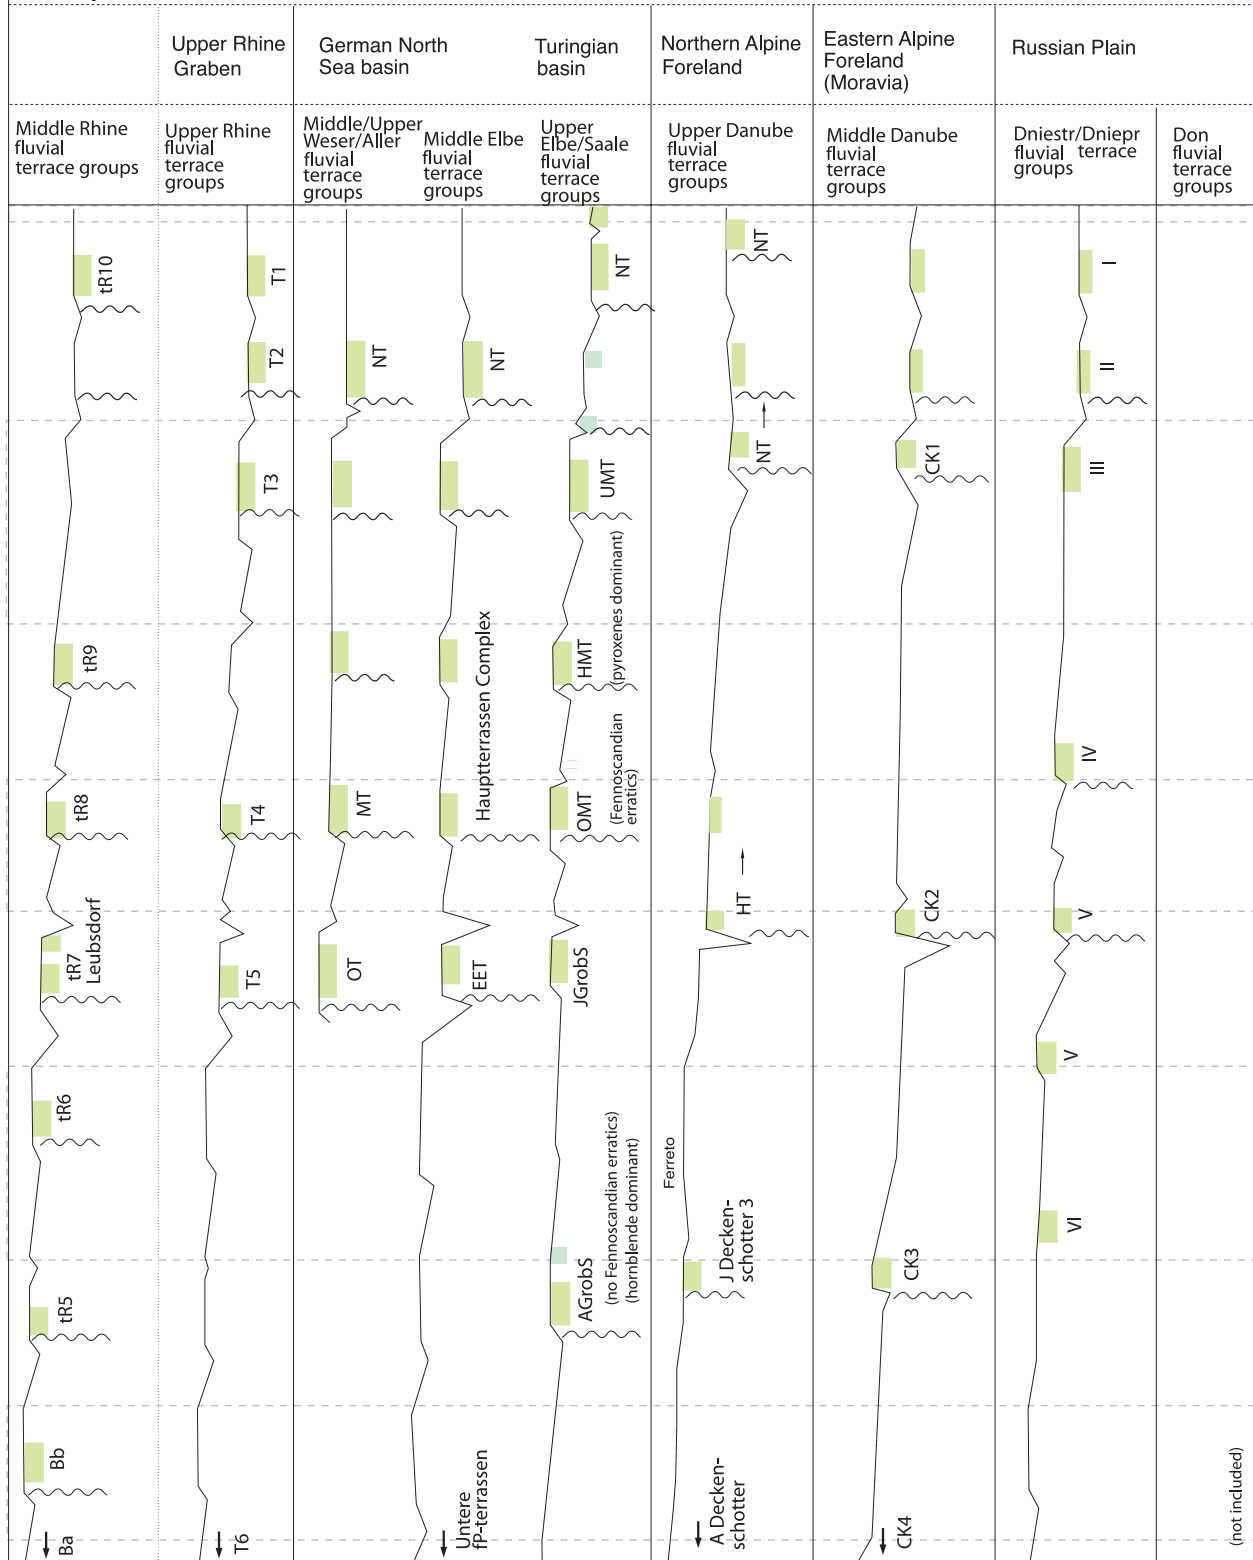 Upper Rhine
Graben
German North
Sea basin
Turingian
basin
Northern Alpine
Foreland
Eastern Alpine
Foreland
(Moravia)
Russian Plain
Middle Rhine
fluvial
terrace groups
Upper Rhine
fluvial
terrace
groups
Middle/Upper
Weser/Aller
fluvial
terrace
groups
Middle Elbe
fluvial
terrace
groups
Upper
Elbe/Saale
fluvial
terrace
groups
Upper Danube
fluvial
terrace
groups
Middle Danube
fluvial
terrace
groups
Dniestr/Dniepr
fluvial terrace
groups
Don
fluvial
terrace
groups
tR10
tR9
tR8
tR7
Leubsdorf
tR6
tR5
Bb
Ba
T1
T2
T3
T4
T5
T6
NT
MT
OT
NT
Hauptterrassen Complex
EET
Untere
fP-terrassen
NT
UMT
HMT
(pyroxenes dominant)
OMT
(Fennoscandian
erratics)
JGrobS
AGrobS
(no Fennoscandian erratics)
(hornblende dominant)
NT
NT
HT
Ferreto
J Decken-
schotter 3
A Decken-
schotter
CK1
CK2
CK3
CK4
I
II
III
IV
V
V
VI
(not included)